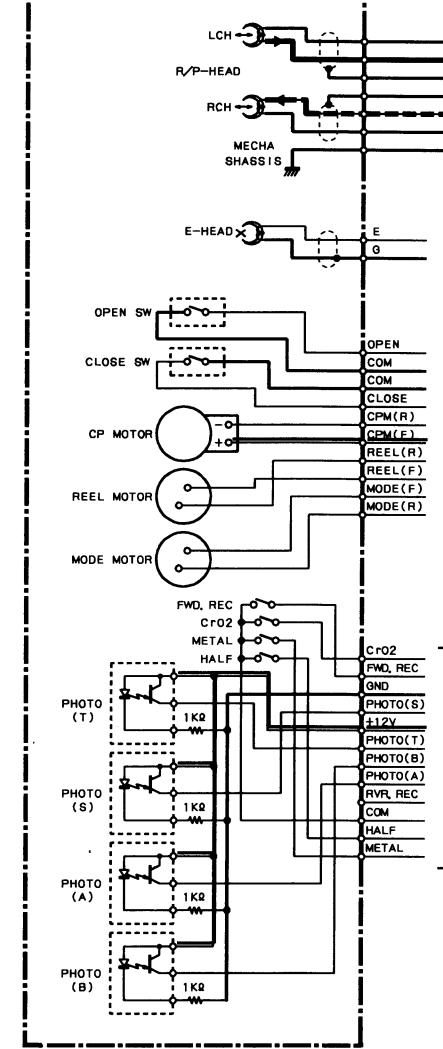 LCH
R/P-HEAD
RCH
MECHA
SHASSIS
E-HEAD
E
G
OPEN SW
OPEN
COM
CLOSE SW
COM
CLOSE
CPM(R)
CP MOTOR
-
+
CPM(F)
REEL(R)
REEL(F)
REEL MOTOR
MODE(F)
MODE(R)
MODE MOTOR
FWD, REC
CrO2
METAL
HALF
CrO2
FWD, REC
GND
PHOTO(S)
+12V
PHOTO(T)
PHOTO(B)
PHOTO(A)
RVR, REC
COM
HALF
METAL
PHOTO
(T)
1KΩ
PHOTO
(S)
1KΩ
PHOTO
(A)
1KΩ
PHOTO
(B)
1KΩ